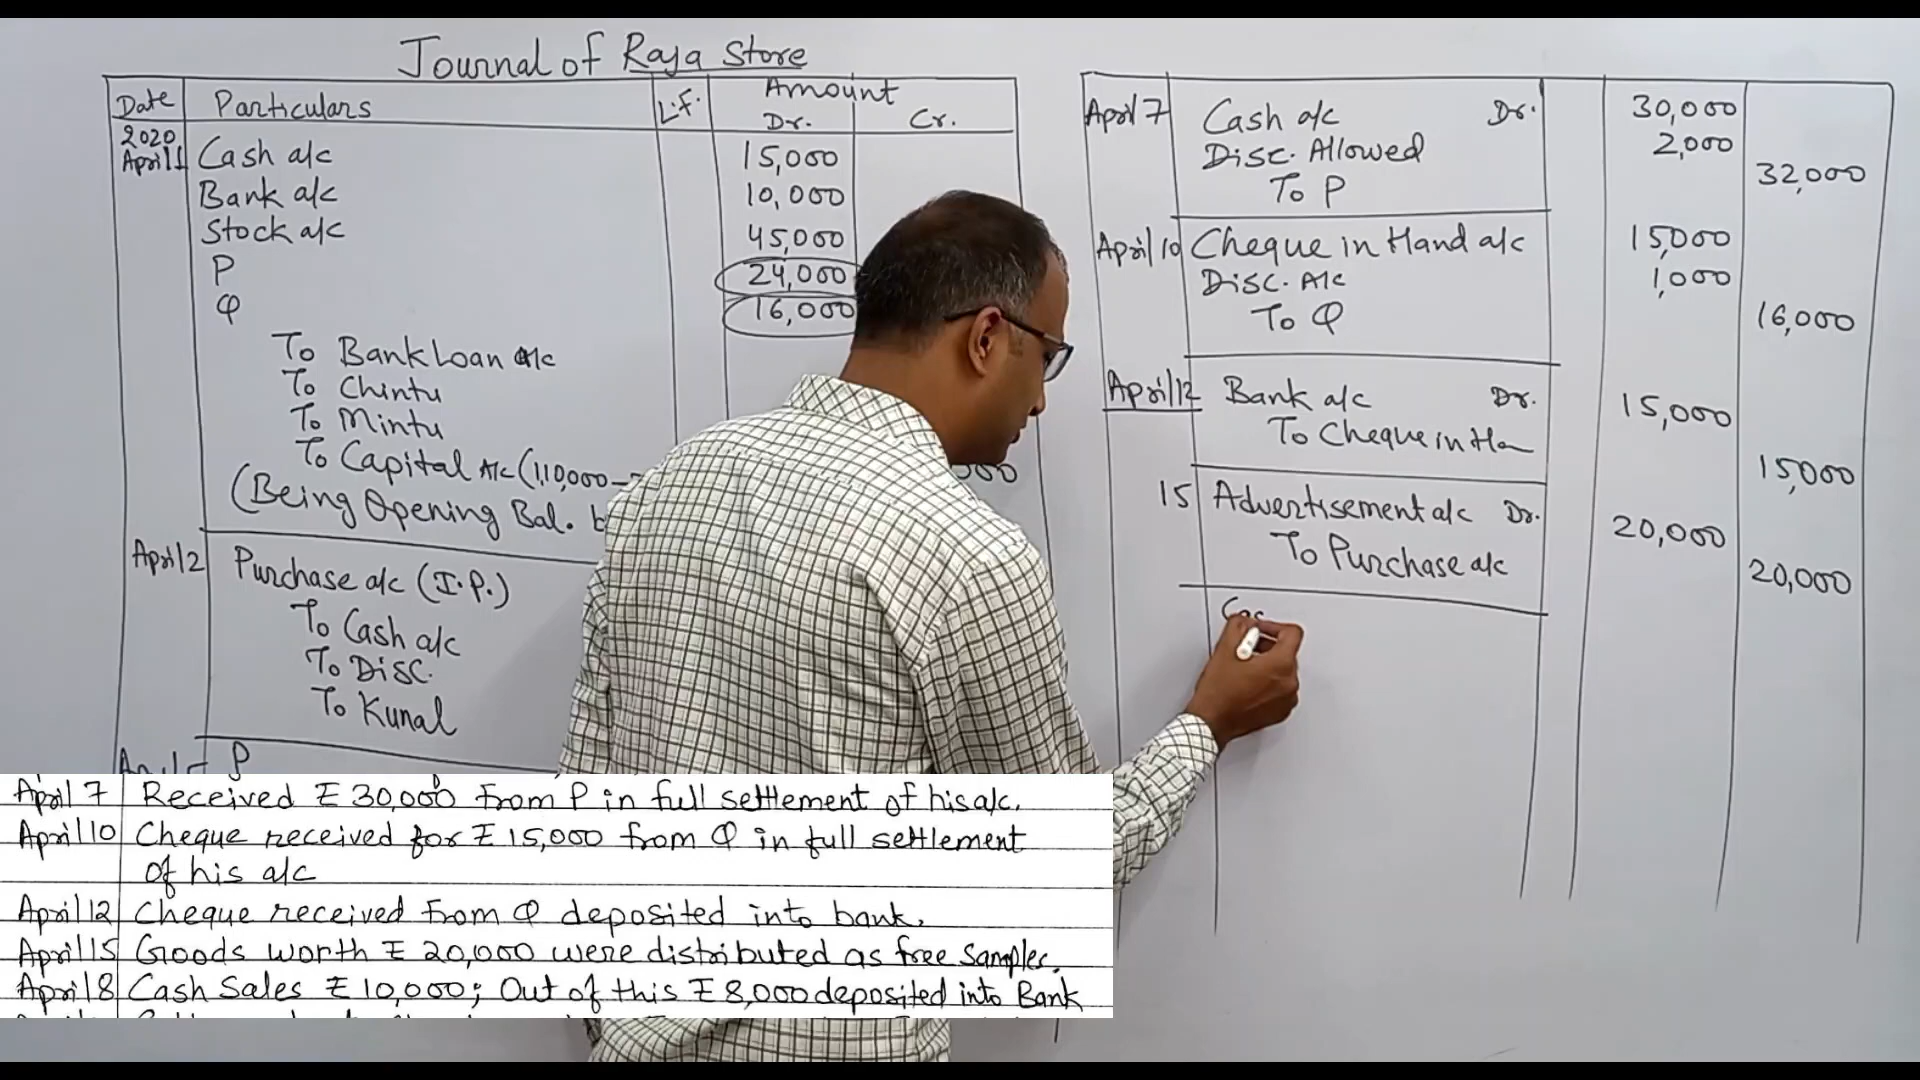 Journal of Raja Store
Date Particulars L.F. Amount
Dr. Cr.
2020
April 1 Cash a/c 15,000
Bank a/c 10,000
Stock a/c 45,000
P 24,000
Q 16,000
To Bank Loan A/c
To Chintu
To Mintu
To Capital A/c (1,10,000 -
(Being Opening Bal. b
April 2 Purchase a/c (I.P.)
To Cash a/c
To Disc.
To Kunal
P
April 7 Cash a/c Dr. 30,000
Disc. Allowed 2,000
To P 32,000
April 10 Cheque in Hand a/c 15,000
Disc. A/c 1,000
To Q 16,000
April 12 Bank a/c Dr. 15,000
To Cheque in Ha 15,000
15 Advertisement a/c Dr. 20,000
To Purchase a/c 20,000
April 7 Received ₹ 30,000 From P in full settlement of his a/c.
April 10 Cheque received for ₹ 15,000 from Q in full settlement
of his a/c
April 12 Cheque received From Q deposited into bank.
April 15 Goods worth ₹ 20,000 were distributed as free samples.
April 18 Cash Sales ₹ 10,000; Out of this ₹ 8,000 deposited into Bank